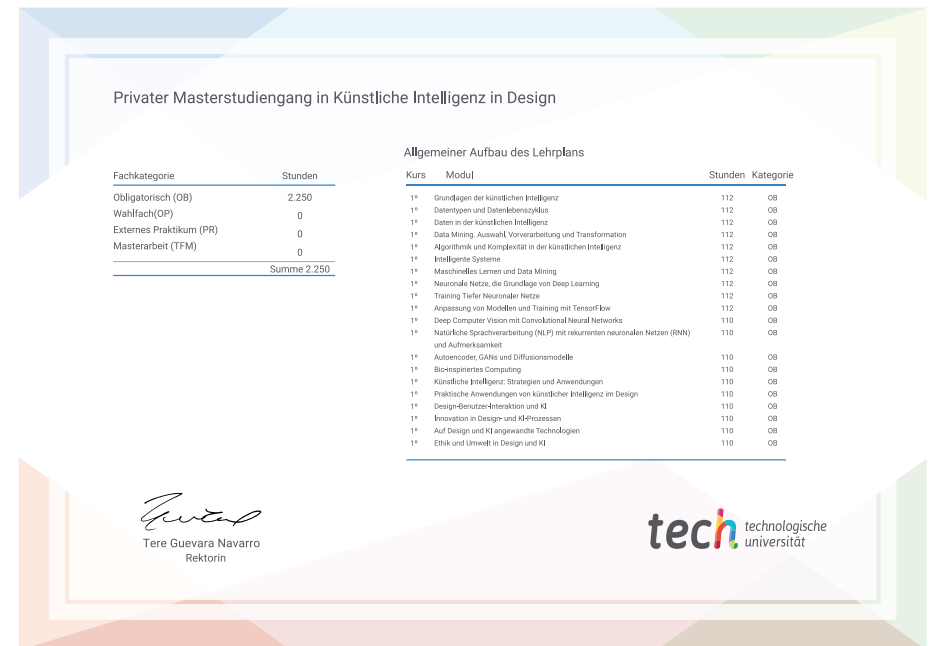 Privater Masterstudiengang in Künstliche Intelligenz in Design
Fachkategorie Stunden
Obligatorisch (OB) 2.250
Wahlfach(OP) 0
Externes Praktikum (PR) 0
Masterarbeit (TFM) 0
Summe 2.250
Allgemeiner Aufbau des Lehrplans
Kurs Modul Stunden Kategorie
1º Grundlagen der künstlichen Intelligenz 112 OB
1º Datentypen und Datenlebenszyklus 112 OB
1º Daten in der künstlichen Intelligenz 112 OB
1º Data Mining. Auswahl, Vorverarbeitung und Transformation 112 OB
1º Algorithmik und Komplexität in der künstlichen Intelligenz 112 OB
1º Intelligente Systeme 112 OB
1º Maschinelles Lernen und Data Mining 112 OB
1º Neuronale Netze, die Grundlage von Deep Learning 112 OB
1º Training Tiefer Neuronaler Netze 112 OB
1º Anpassung von Modellen und Training mit TensorFlow 112 OB
1º Deep Computer Vision mit Convolutional Neural Networks 110 OB
1º Natürliche Sprachverarbeitung (NLP) mit rekurrenten neuronalen Netzen (RNN) 110 OB
und Aufmerksamkeit
1º Autoencoder, GANs und Diffusionsmodelle 110 OB
1º Bio-inspiriertes Computing 110 OB
1º Künstliche Intelligenz: Strategien und Anwendungen 110 OB
1º Praktische Anwendungen von künstlicher Intelligenz im Design 110 OB
1º Design-Benutzer-Interaktion und KI 110 OB
1º Innovation in Design- und KI-Prozessen 110 OB
1º Auf Design und KI angewandte Technologien 110 OB
1º Ethik und Umwelt in Design und KI 110 OB
Tere Guevara Navarro
Rektorin
tech technologische
universität